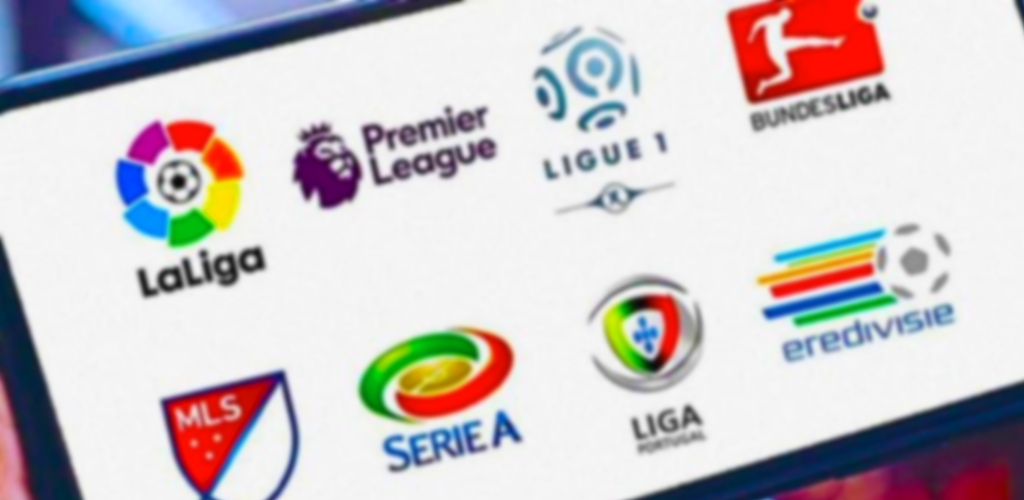 LaLiga
Premier
League
LIGUE 1
BUNDESLIGA
MLS
SERIE A
LIGA
PORTUGAL
eredivisie